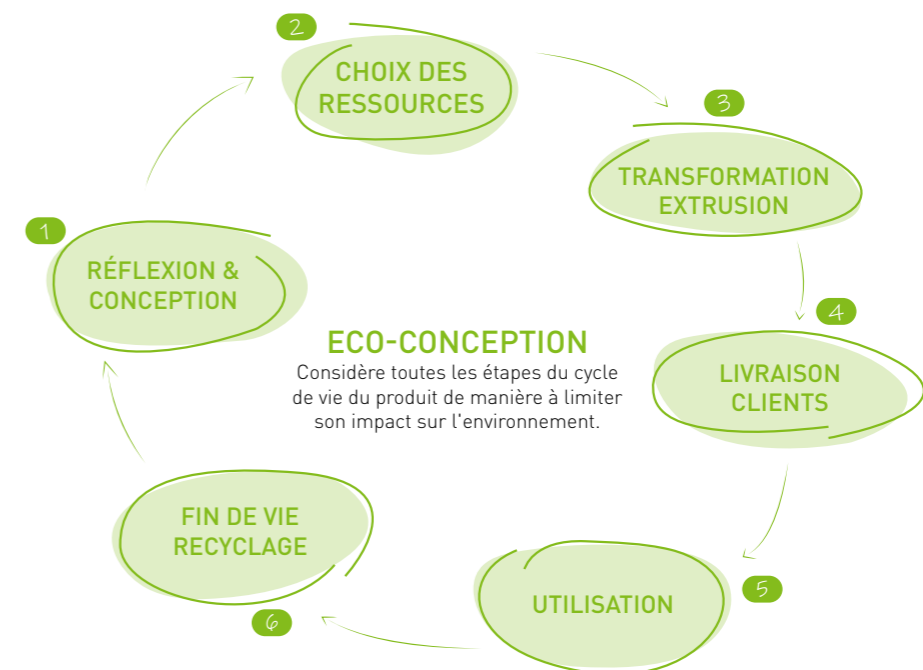 1
RÉFLEXION &
CONCEPTION
2
CHOIX DES
RESSOURCES
3
TRANSFORMATION
EXTRUSION
4
LIVRAISON
CLIENTS
5
UTILISATION
6
FIN DE VIE
RECYCLAGE
ECO-CONCEPTION
Considère toutes les étapes du cycle
de vie du produit de manière à limiter
son impact sur l'environnement.